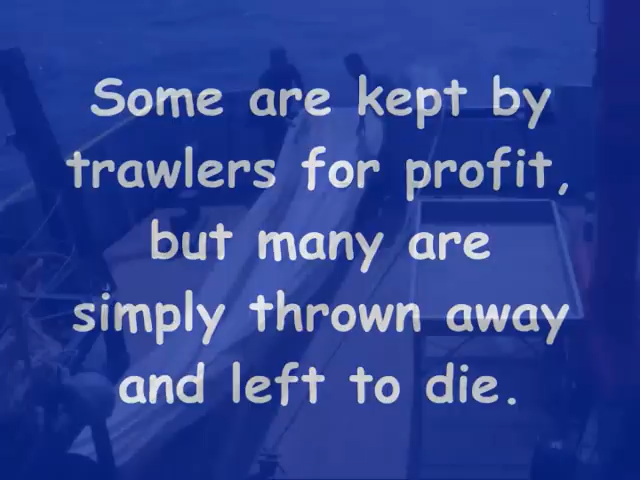 Some are kept by
trawlers for profit,
but many are
simply thrown away
and left to die.